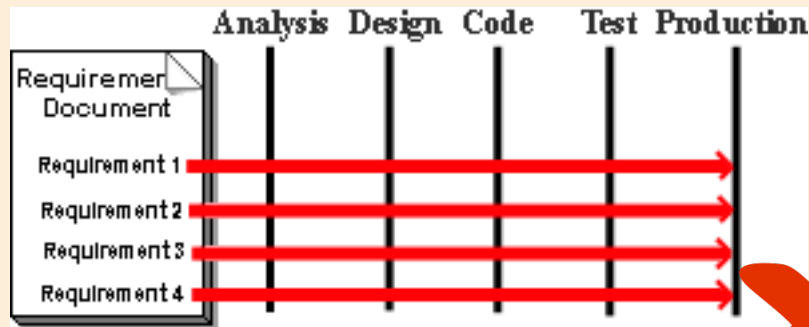 Analysis Design Code Test Production
Requiremen
Document
Requirement 1
Requirement 2
Requirement 3
Requirement 4